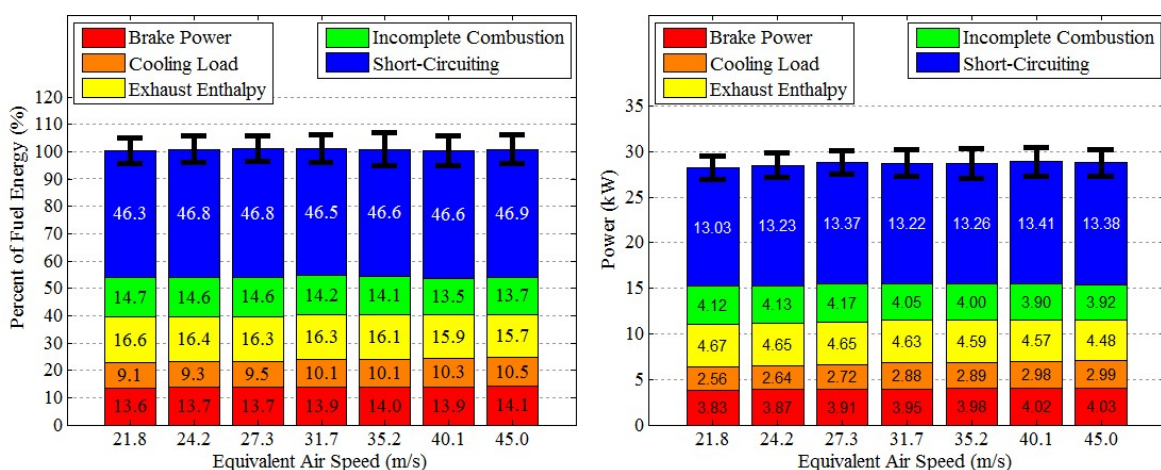 Brake Power
Cooling Load
Exhaust Enthalpy
Incomplete Combustion
Short-Circuiting
Percent of Fuel Energy (%)
120
110
100
90
80
70
60
50
40
30
20
10
0
46.3 46.8 46.8 46.5 46.6 46.6 46.9
14.7 14.6 14.6 14.2 14.1 13.5 13.7
16.6 16.4 16.3 16.3 16.1 15.9 15.7
9.1 9.3 9.5 10.1 10.1 10.3 10.5
13.6 13.7 13.7 13.9 14.0 13.9 14.1
21.8 24.2 27.3 31.7 35.2 40.1 45.0
Equivalent Air Speed (m/s)
Brake Power
Cooling Load
Exhaust Enthalpy
Incomplete Combustion
Short-Circuiting
Power (kW)
35
30
25
20
15
10
5
0
13.03 13.23 13.37 13.22 13.26 13.41 13.38
4.12 4.13 4.17 4.05 4.00 3.90 3.92
4.67 4.65 4.65 4.63 4.59 4.57 4.48
2.56 2.64 2.72 2.88 2.89 2.98 2.99
3.83 3.87 3.91 3.95 3.98 4.02 4.03
21.8 24.2 27.3 31.7 35.2 40.1 45.0
Equivalent Air Speed (m/s)